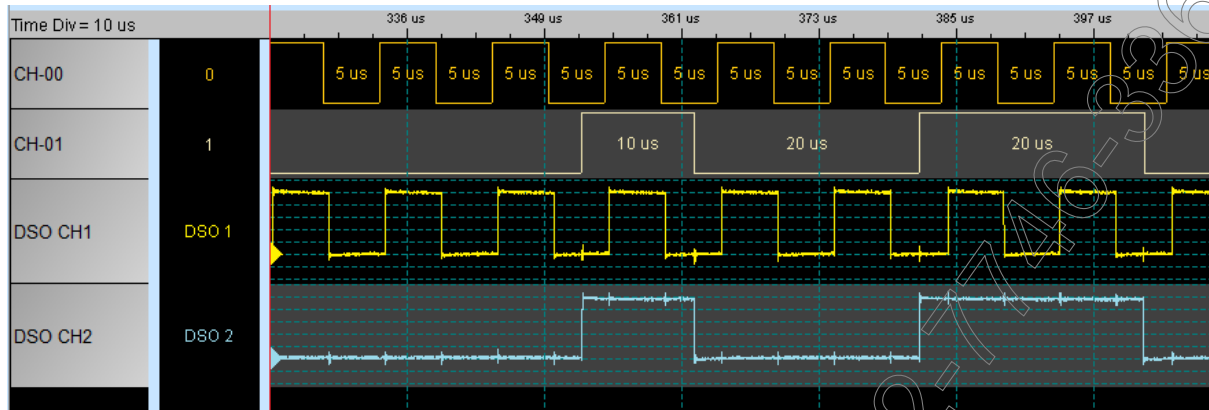 Time Div = 10 us
336 us 349 us 361 us 373 us 385 us 397 us
CH-00 0 5 us 5 us 5 us 5 us 5 us 5 us 5 us 5 us 5 us 5 us 5 us 5 us 5 us 5 us 5 us 5 us
CH-01 1 10 us 20 us 20 us
DSO CH1 DSO 1
DSO CH2 DSO 2